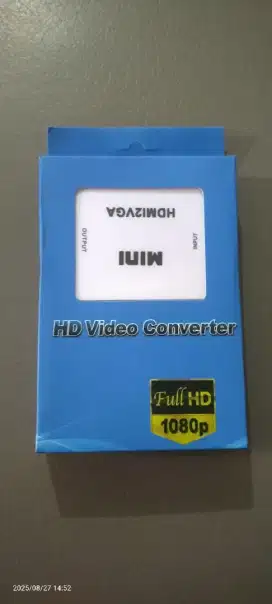 HDMI2VGA
OUTPUT
INPUT
MINI
HD Video Converter
Full HD
1080p
2025/08/27 14:52